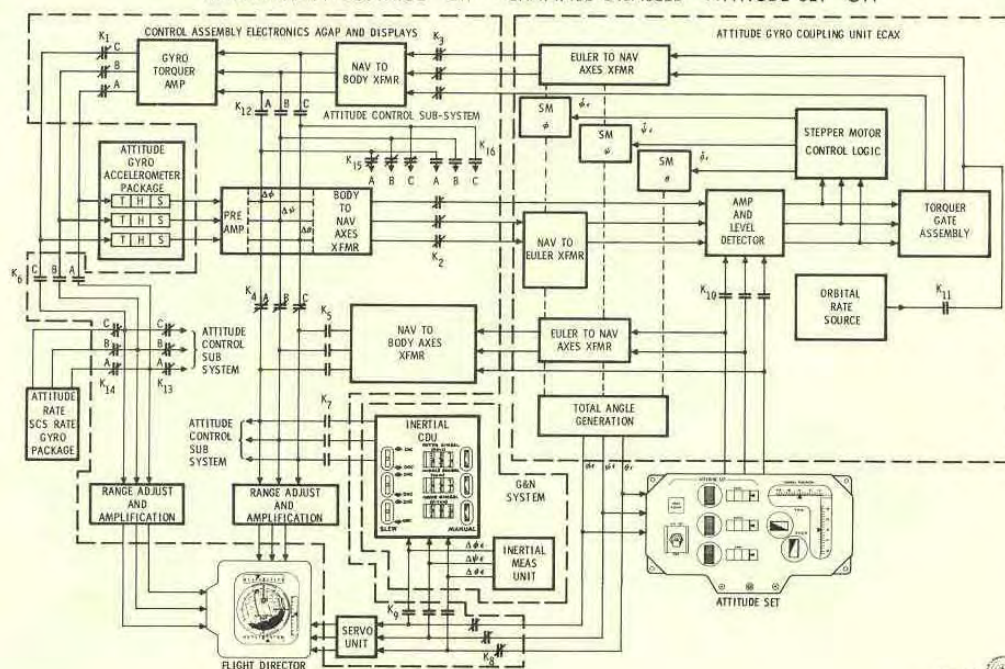 CONTROL ASSEMBLY ELECTRONICS AGAP AND DISPLAYS
ATTITUDE GYRO COUPLING UNIT ECAX
K1
C
B
A
GYRO
TORQUER
AMP
K3
NAV TO
BODY XFMR
EULER TO NAV
AXES XFMR
K12
A
B
C
ATTITUDE CONTROL SUB-SYSTEM
K15
K16
A B C A B C
SM
SM
SM
STEPPER MOTOR
CONTROL LOGIC
ATTITUDE
GYRO
ACCELEROMETER
PACKAGE
T H S
T H S
T H S
PRE
AMP
Δφ
BODY
TO
NAV
AXES
XFMR
K2
NAV TO
EULER XFMR
AMP
AND
LEVEL
DETECTOR
TORQUER
GATE
ASSEMBLY
K6
C
B
A
K4
A
B
C
K5
NAV TO
BODY AXES
XFMR
EULER TO NAV
AXES XFMR
K10
ORBITAL
RATE
SOURCE
K11
C
C
B
B
A
A
K14
K13
ATTITUDE
CONTROL
SUB
SYSTEM
ATTITUDE
RATE
SCS RATE
GYRO
PACKAGE
K7
ATTITUDE
CONTROL
SUB
SYSTEM
INERTIAL
CDU
SLEW
MANUAL
G&N
SYSTEM
TOTAL ANGLE
GENERATION
RANGE ADJUST
AND
AMPLIFICATION
RANGE ADJUST
AND
AMPLIFICATION
INERTIAL
MEAS
UNIT
K9
SERVO
UNIT
K8
ATTITUDE SET
FLIGHT DIRECTOR